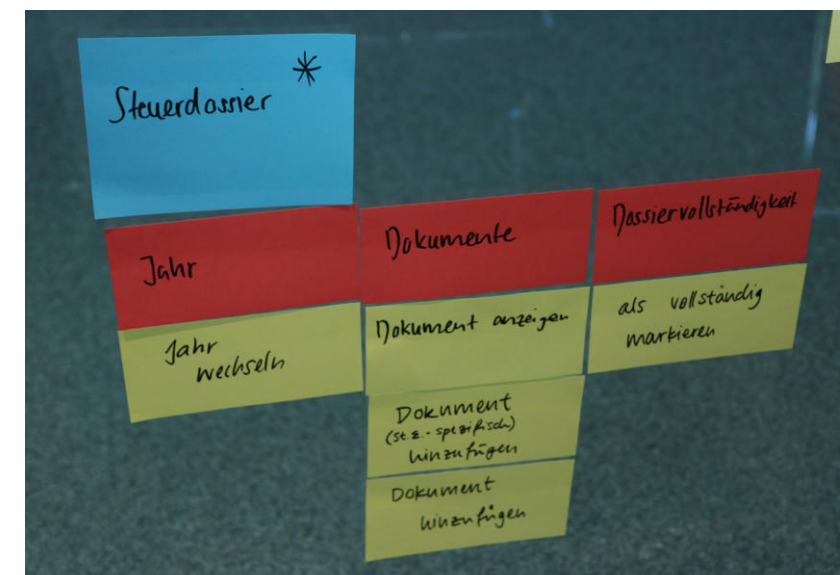 Steuerdossier *
Jahr
Dokumente
Dossiervollständigkeit
Jahr
wechseln
Dokument anzeigen
als vollständig
markieren
Dokument
(st.E.-spezifisch)
hinzufügen
Dokument
hinzufügen